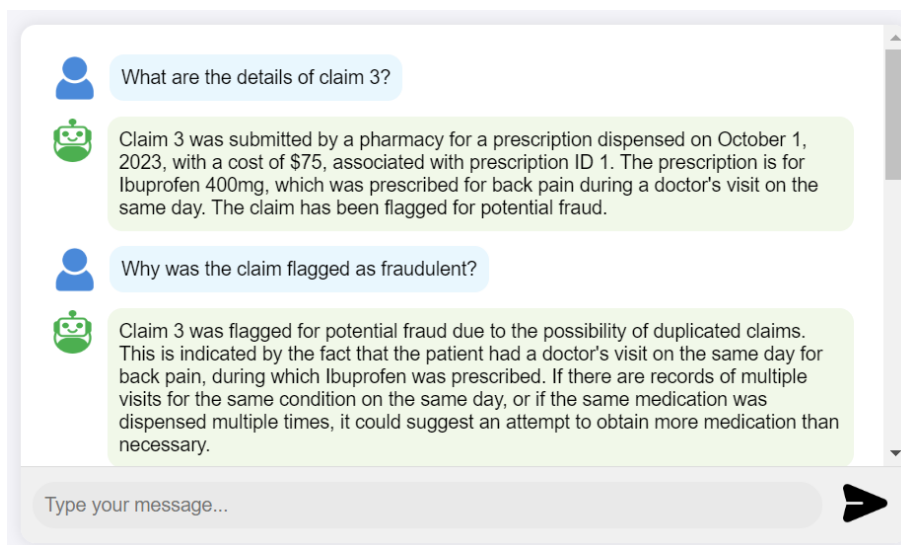 What are the details of claim 3?
Claim 3 was submitted by a pharmacy for a prescription dispensed on October 1,
2023, with a cost of $75, associated with prescription ID 1. The prescription is for
Ibuprofen 400mg, which was prescribed for back pain during a doctor's visit on the
same day. The claim has been flagged for potential fraud.
Why was the claim flagged as fraudulent?
Claim 3 was flagged for potential fraud due to the possibility of duplicated claims.
This is indicated by the fact that the patient had a doctor's visit on the same day for
back pain, during which Ibuprofen was prescribed. If there are records of multiple
visits for the same condition on the same day, or if the same medication was
dispensed multiple times, it could suggest an attempt to obtain more medication than
necessary.
Type your message...